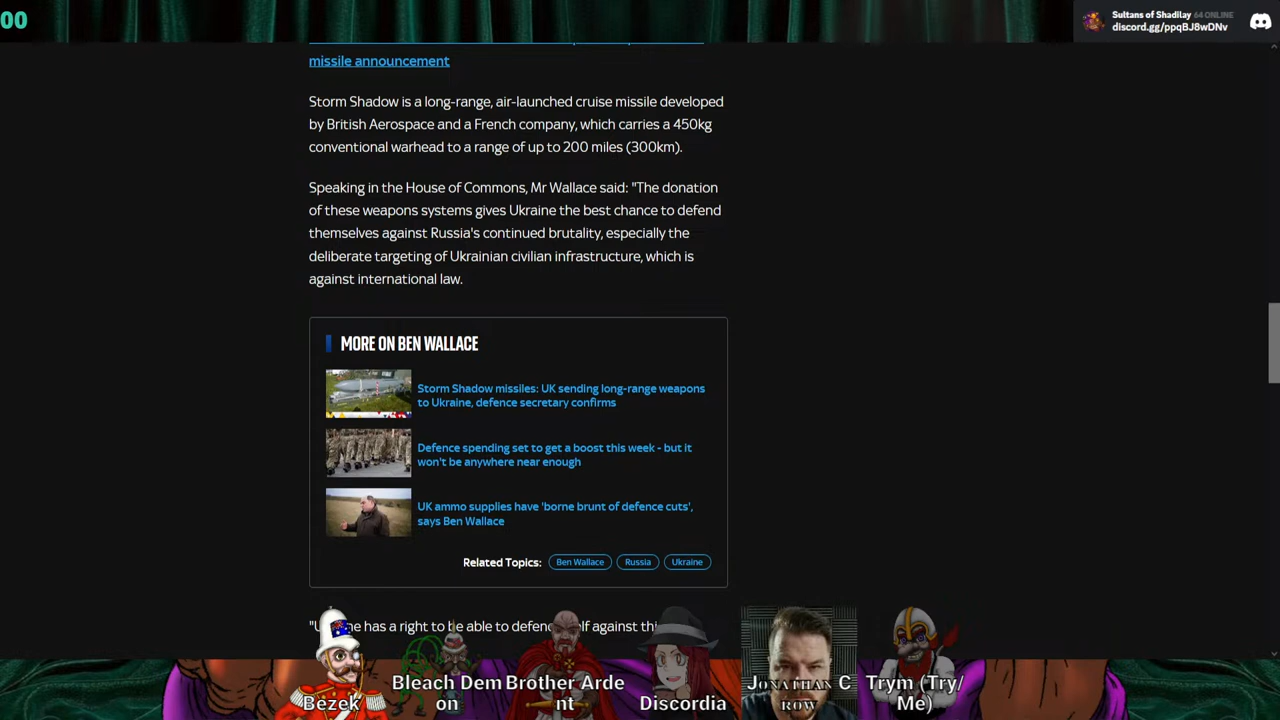 00
Sultans of Shadilay 64 ONLINE
discord.gg/ppqBJ8wDNv
missile announcement
Storm Shadow is a long-range, air-launched cruise missile developed
by British Aerospace and a French company, which carries a 450kg
conventional warhead to a range of up to 200 miles (300km).
Speaking in the House of Commons, Mr Wallace said: "The donation
of these weapons systems gives Ukraine the best chance to defend
themselves against Russia's continued brutality, especially the
deliberate targeting of Ukrainian civilian infrastructure, which is
against international law.
MORE ON BEN WALLACE
Storm Shadow missiles: UK sending long-range weapons
to Ukraine, defence secretary confirms
Defence spending set to get a boost this week - but it
won't be anywhere near enough
UK ammo supplies have 'borne brunt of defence cuts',
says Ben Wallace
Related Topics: Ben Wallace Russia Ukraine
has a right to be able to defend against
Bezek
Bleach Dem
on
Brother Arde
nt
Discordia
Jonathan C
row
Trym (Try/
Me)